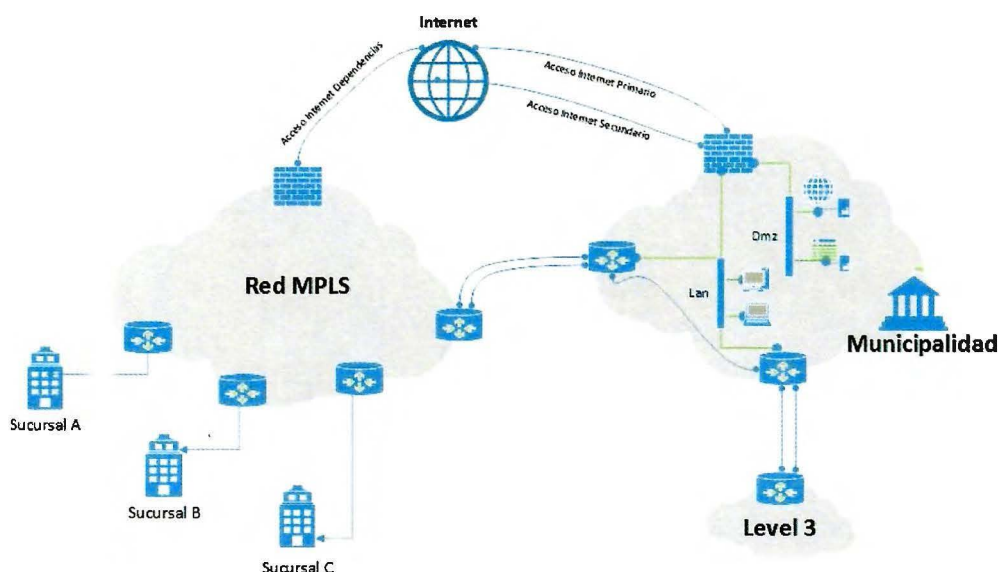 Internet
Acceso Internet Dependencias
Acceso Internet Primario
Acceso Internet Secundario
Dmz
Red MPLS
Lan
Municipalidad
Sucursal A
Sucursal B
Level 3
Sucursal C